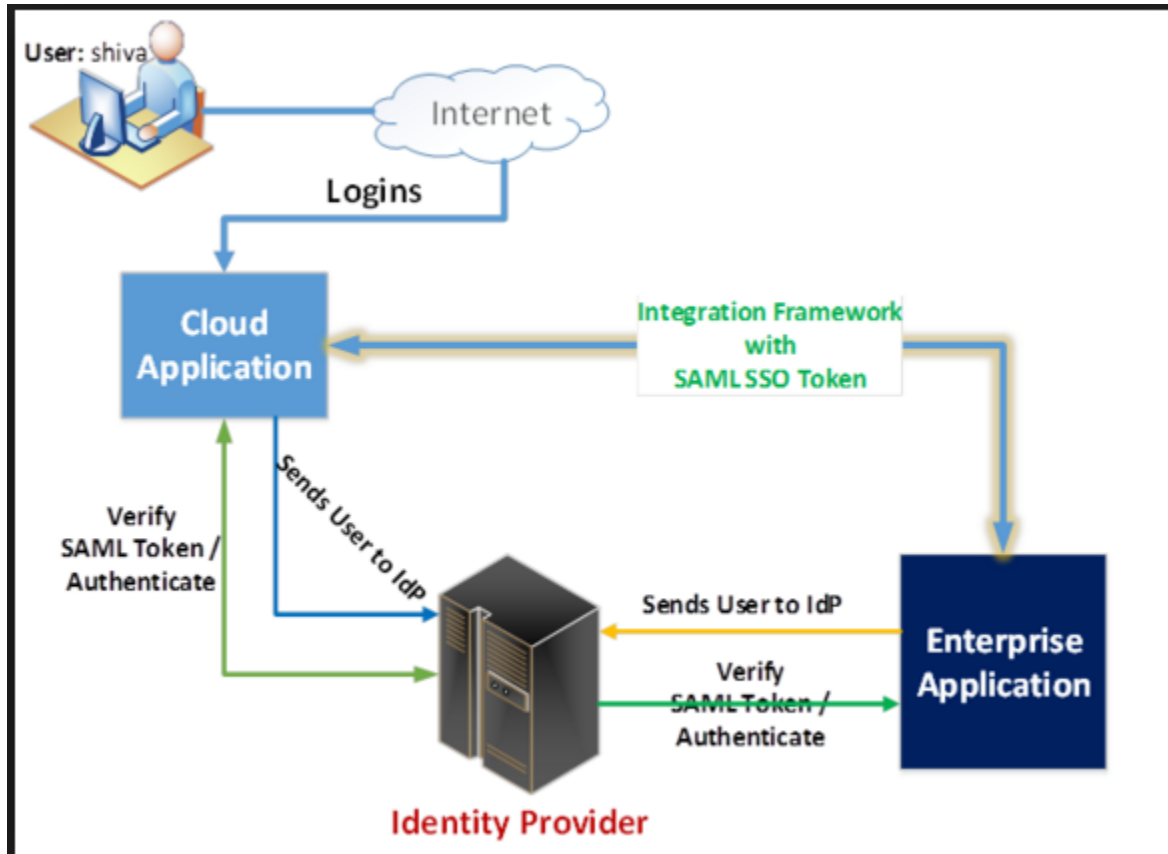 User: shiva
Internet
Logins
Cloud
Application
Integration Framework
with
SAML SSO Token
Sends User to IdP
Verify
SAML Token /
Authenticate
Sends User to IdP
Verify
SAML Token /
Authenticate
Enterprise
Application
Identity Provider